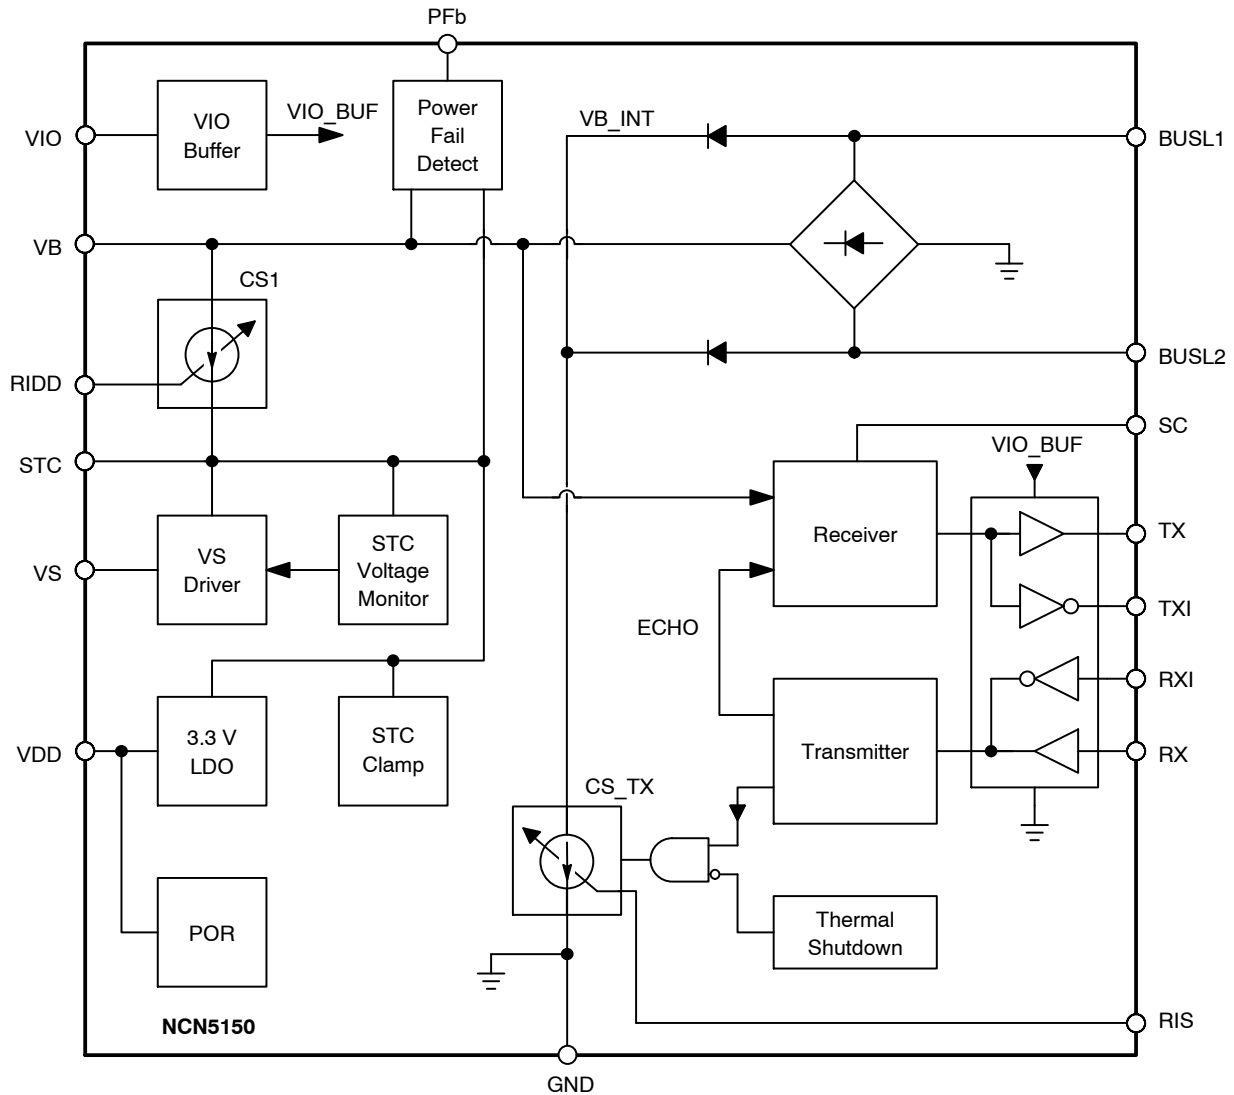 PFb
VIO
VIO
Buffer
VIO_BUF
Power
Fail
Detect
VB_INT
BUSL1
VB
CS1
RIDD
BUSL2
STC
SC
VIO_BUF
VS
VS
Driver
STC
Voltage
Monitor
Receiver
TX
TXI
ECHO
RXI
VDD
3.3 V
LDO
STC
Clamp
Transmitter
RX
CS_TX
POR
Thermal
Shutdown
NCN5150
RIS
GND